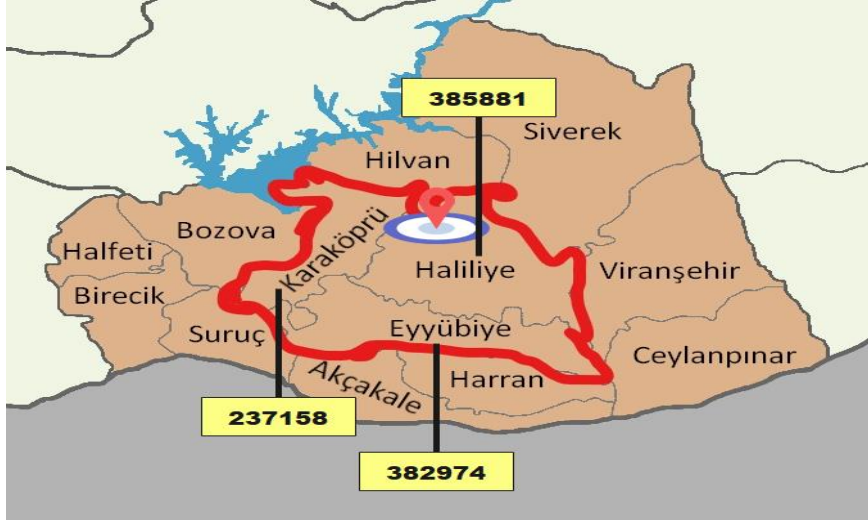 385881
Siverek
Hilvan
Bozova
Karaköprü
Halfeti
Haliliye
Viranşehir
Birecik
Suruç
Eyyübiye
Ceylanpınar
Akçakale
Harran
237158
382974